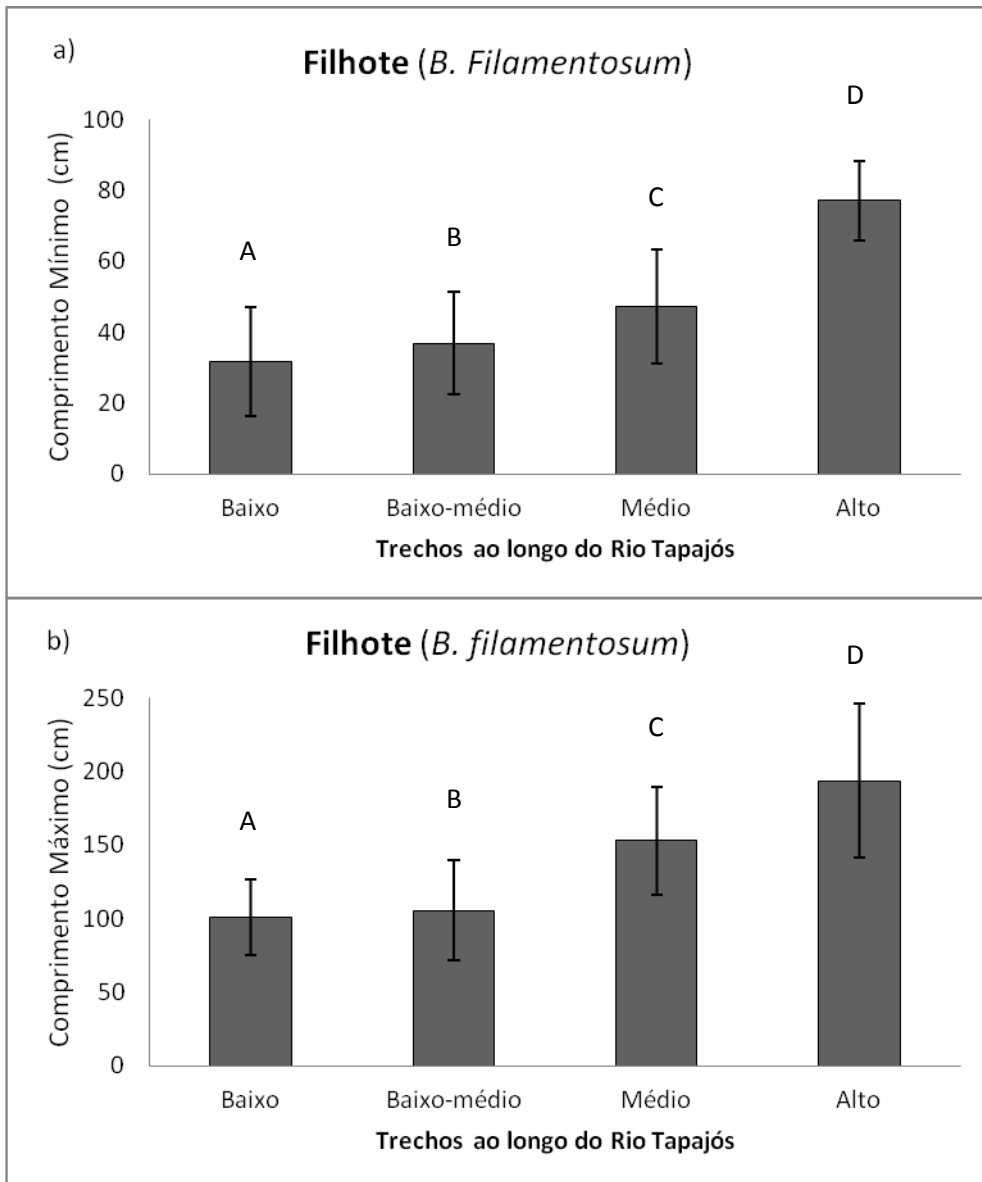 a)
Filhote (B. Filamentosum)
Comprimento Mínimo (cm)
100
80
60
40
20
0
A
B
C
D
Baixo
Baixo-médio
Médio
Alto
Trechos ao longo do Rio Tapajós
b)
Filhote (B. filamentosum)
Comprimento Máximo (cm)
250
200
150
100
50
0
A
B
C
D
Baixo
Baixo-médio
Médio
Alto
Trechos ao longo do Rio Tapajós